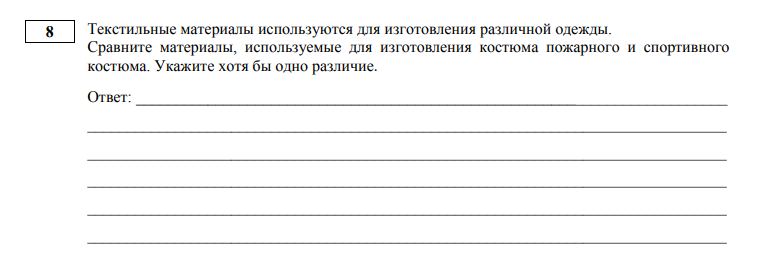 8
Текстильные материалы используются для изготовления различной одежды.
Сравните материалы, используемые для изготовления костюма пожарного и спортивного
костюма. Укажите хотя бы одно различие.
Ответ: